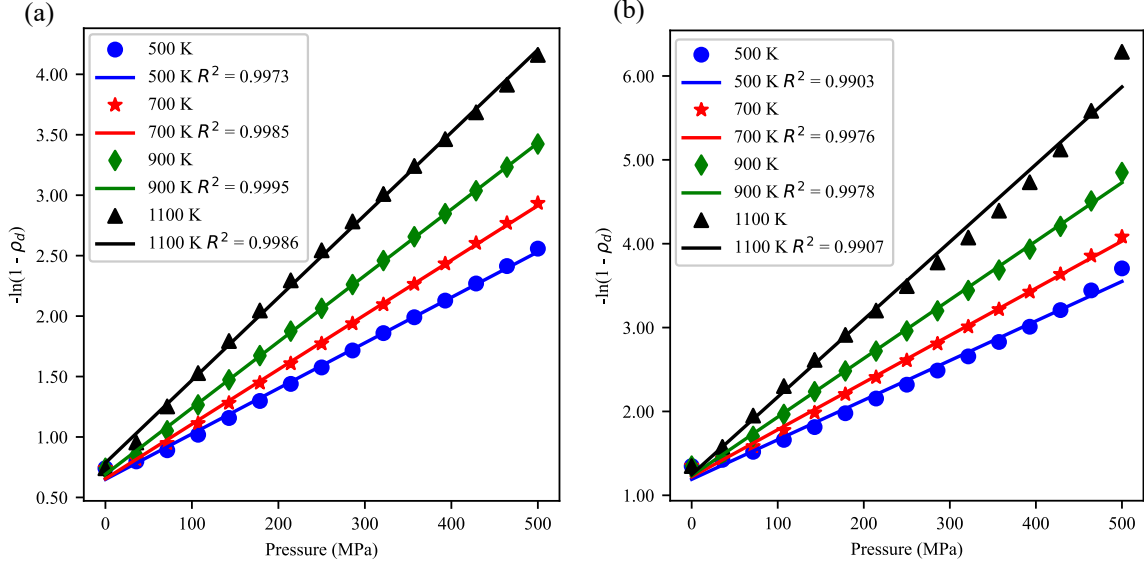 (a)
4.00
3.50
3.00
2.50
2.00
1.50
1.00
0.50
-ln(1 - ρd)
500 K
500 K R² = 0.9973
700 K
700 K R² = 0.9985
900 K
900 K R² = 0.9995
1100 K
1100 K R² = 0.9986
0 100 200 300 400 500
Pressure (MPa)
(b)
6.00
5.00
4.00
3.00
2.00
1.00
-ln(1 - ρd)
500 K
500 K R² = 0.9903
700 K
700 K R² = 0.9976
900 K
900 K R² = 0.9978
1100 K
1100 K R² = 0.9907
0 100 200 300 400 500
Pressure (MPa)